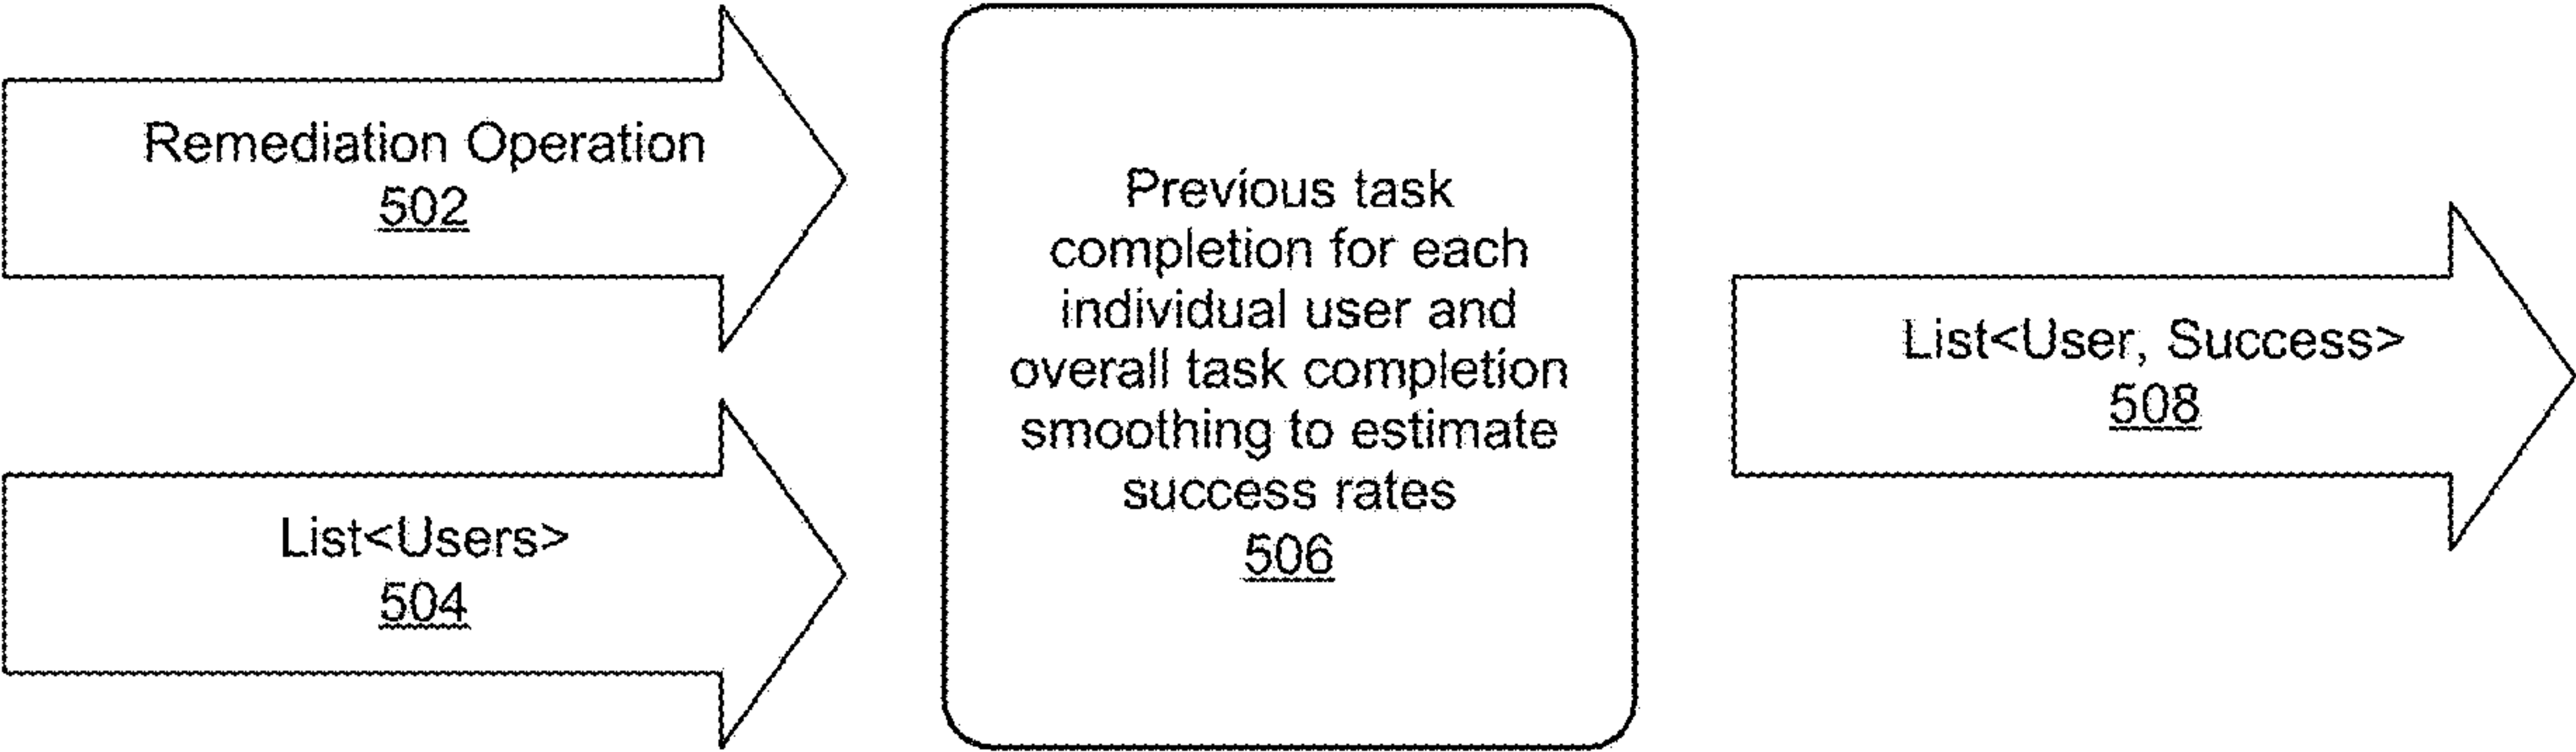 Remediation Operation
502
List<Users>
504
Previous task
completion for each
individual user and
overall task completion
smoothing to estimate
success rates
506
List<User, Success>
508